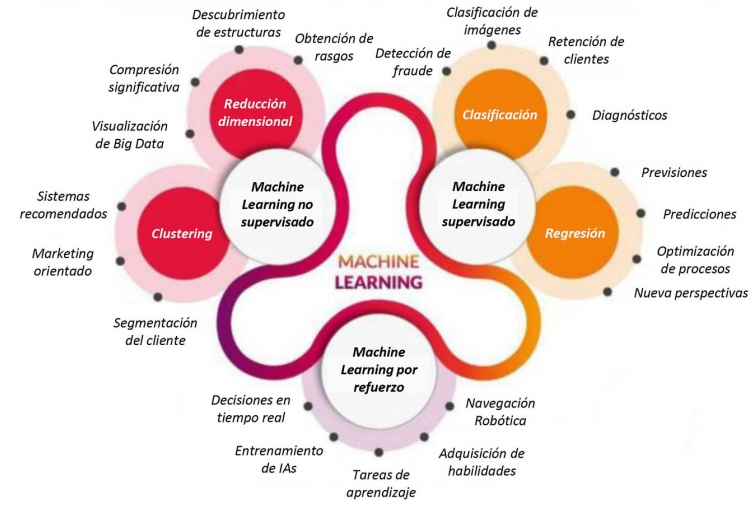 Descubrimiento
de estructuras
Obtención de
rasgos
Compresión
significativa
Visualización
de Big Data
Reducción
dimensional
Sistemas
recomendados
Marketing
orientado
Segmentación
del cliente
Clustering
Machine
Learning no
supervisado
Clasificación de
imágenes
Detección de
fraude
Retención de
clientes
Diagnósticos
Clasificación
Machine
Learning
supervisado
Previsiones
Predicciones
Optimización
de procesos
Nueva perspectivas
Regresión
MACHINE
LEARNING
Machine
Learning por
refuerzo
Decisiones en
tiempo real
Entrenamiento
de IAs
Tareas de
aprendizaje
Adquisición de
habilidades
Navegación
Robótica